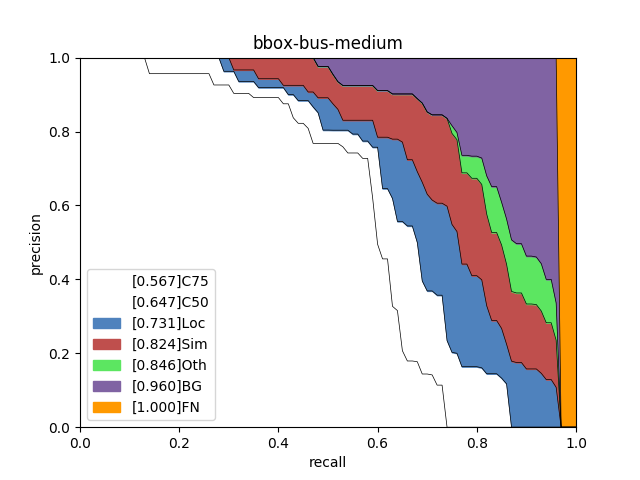 bbox-bus-medium
precision
1.0
0.8
0.6
0.4
0.2
0.0
[0.567]C75
[0.647]C50
[0.731]Loc
[0.824]Sim
[0.846]Oth
[0.960]BG
[1.000]FN
0.0 0.2 0.4 0.6 0.8 1.0
recall